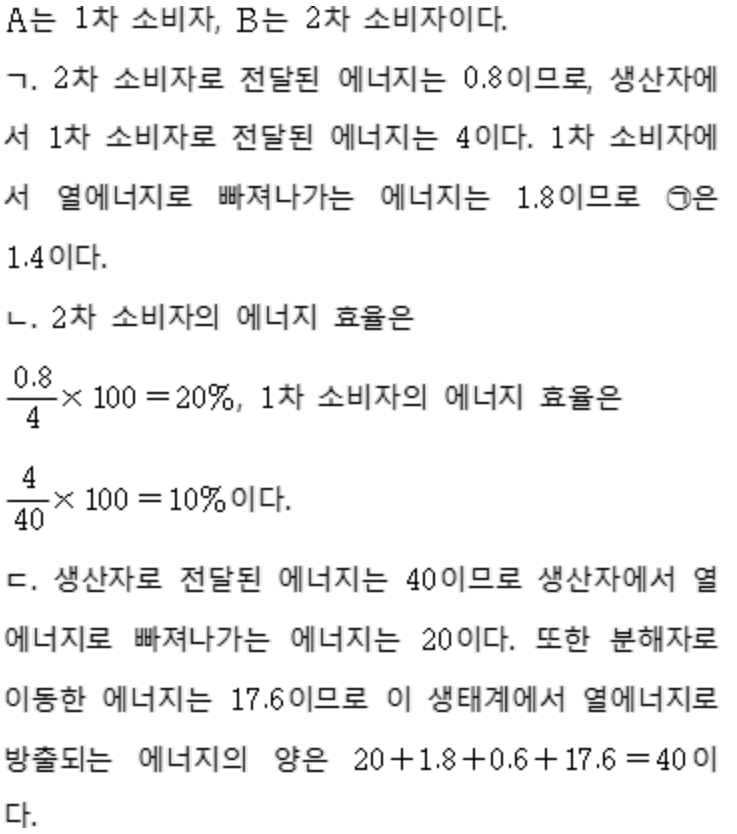 A는 1차 소비자, B는 2차 소비자이다.
ㄱ. 2차 소비자로 전달된 에너지는 0.8이므로, 생산자에
서 1차 소비자로 전달된 에너지는 4이다. 1차 소비자에
서 열에너지로 빠져나가는 에너지는 1.8이므로 ㉠은
1.4이다.
ㄴ. 2차 소비자의 에너지 효율은
0.8/4 × 100 = 20%, 1차 소비자의 에너지 효율은
4/40 × 100 = 10%이다.
ㄷ. 생산자로 전달된 에너지는 40이므로 생산자에서 열
에너지로 빠져나가는 에너지는 20이다. 또한 분해자로
이동한 에너지는 17.6이므로 이 생태계에서 열에너지로
방출되는 에너지의 양은 20+1.8+0.6+17.6=40이
다.